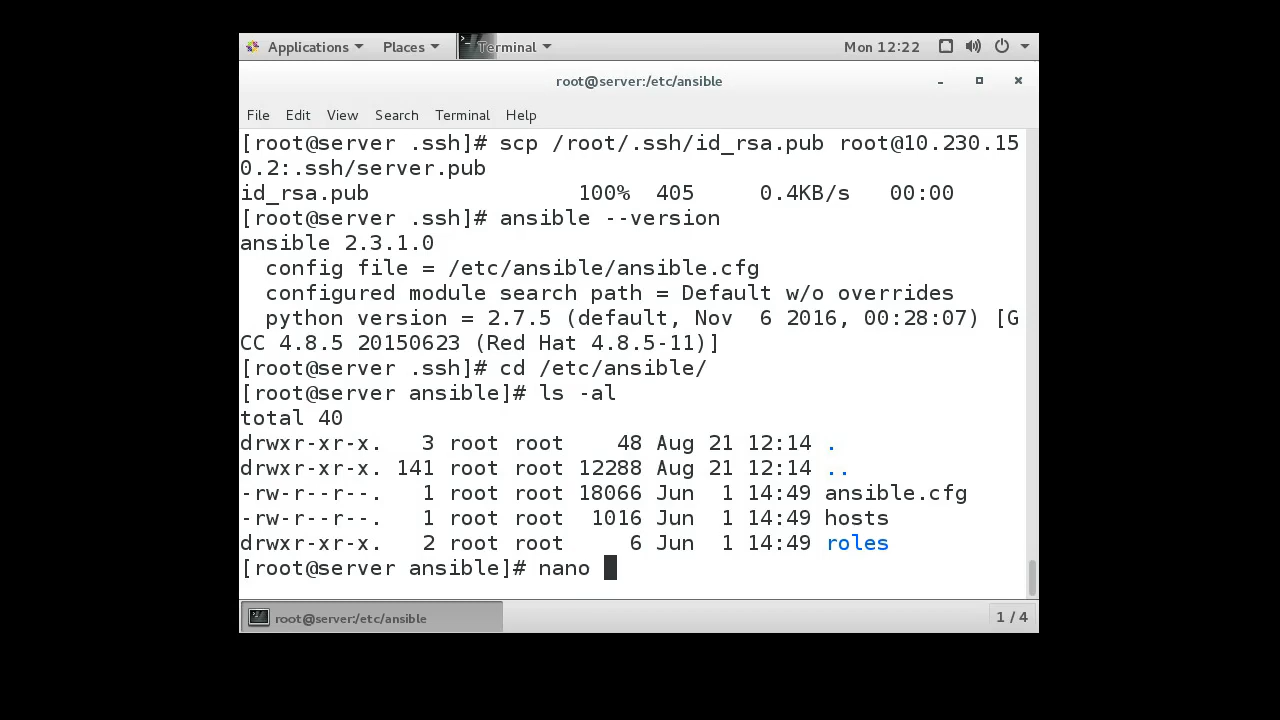 Applications Places Terminal Mon 12:22
root@server:/etc/ansible
File Edit View Search Terminal Help
[root@server .ssh]# scp /root/.ssh/id_rsa.pub root@10.230.15
0.2:.ssh/server.pub
id_rsa.pub 100% 405 0.4KB/s 00:00
[root@server .ssh]# ansible --version
ansible 2.3.1.0
config file = /etc/ansible/ansible.cfg
configured module search path = Default w/o overrides
python version = 2.7.5 (default, Nov  6 2016, 00:28:07) [G
CC 4.8.5 20150623 (Red Hat 4.8.5-11)]
[root@server .ssh]# cd /etc/ansible/
[root@server ansible]# ls -al
total 40
drwxr-xr-x. 3 root root 48 Aug 21 12:14 .
drwxr-xr-x. 141 root root 12288 Aug 21 12:14 ..
-rw-r--r--. 1 root root 18066 Jun 1 14:49 ansible.cfg
-rw-r--r--. 1 root root 1016 Jun 1 14:49 hosts
drwxr-xr-x. 2 root root 6 Jun 1 14:49 roles
[root@server ansible]# nano
root@server:/etc/ansible 1 / 4